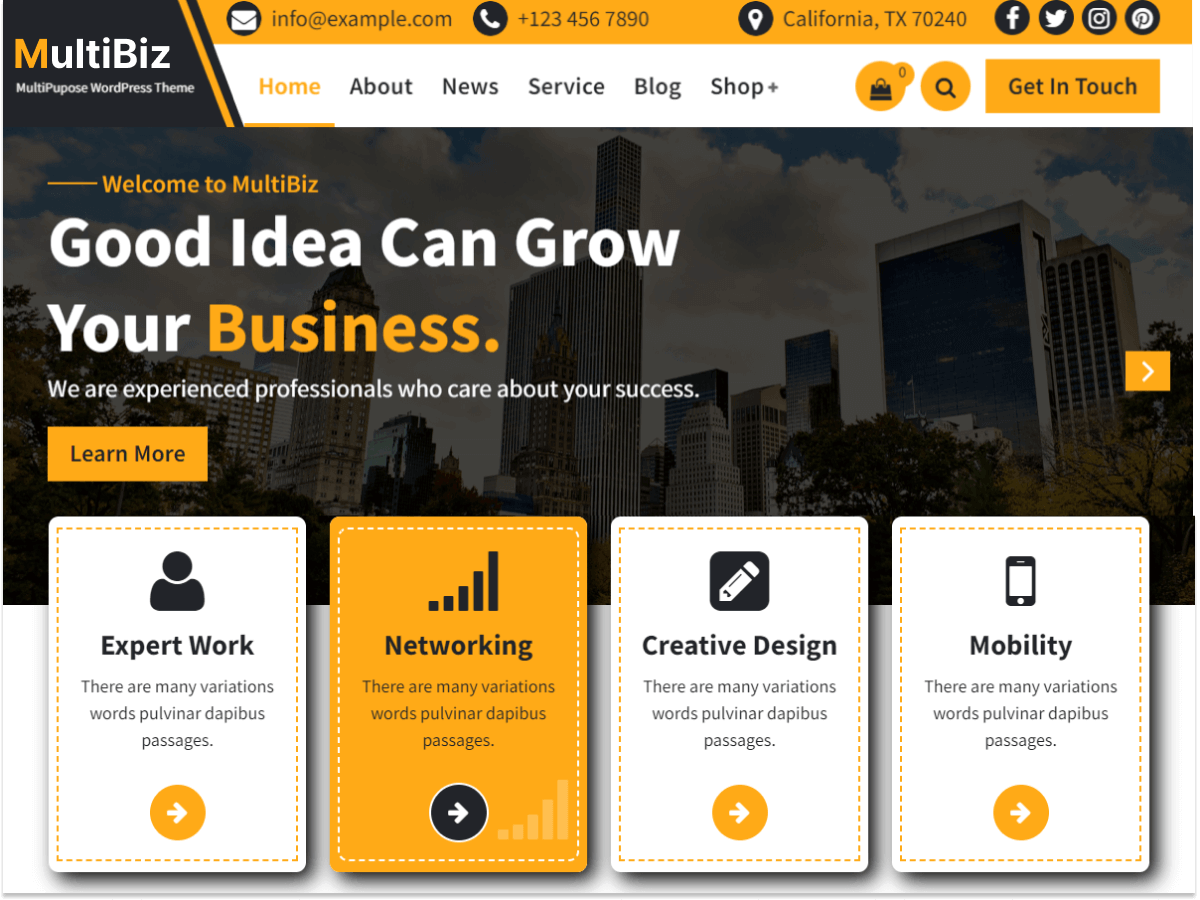 info@example.com +123 456 7890 California, TX 70240
MultiBiz
MultiPupose WordPress Theme
Home About News Service Blog Shop+ 0 Get In Touch
Welcome to MultiBiz
Good Idea Can Grow
Your Business.
We are experienced professionals who care about your success.
Learn More
Expert Work
There are many variations
words pulvinar dapibus
passages.
Networking
There are many variations
words pulvinar dapibus
passages.
Creative Design
There are many variations
words pulvinar dapibus
passages.
Mobility
There are many variations
words pulvinar dapibus
passages.